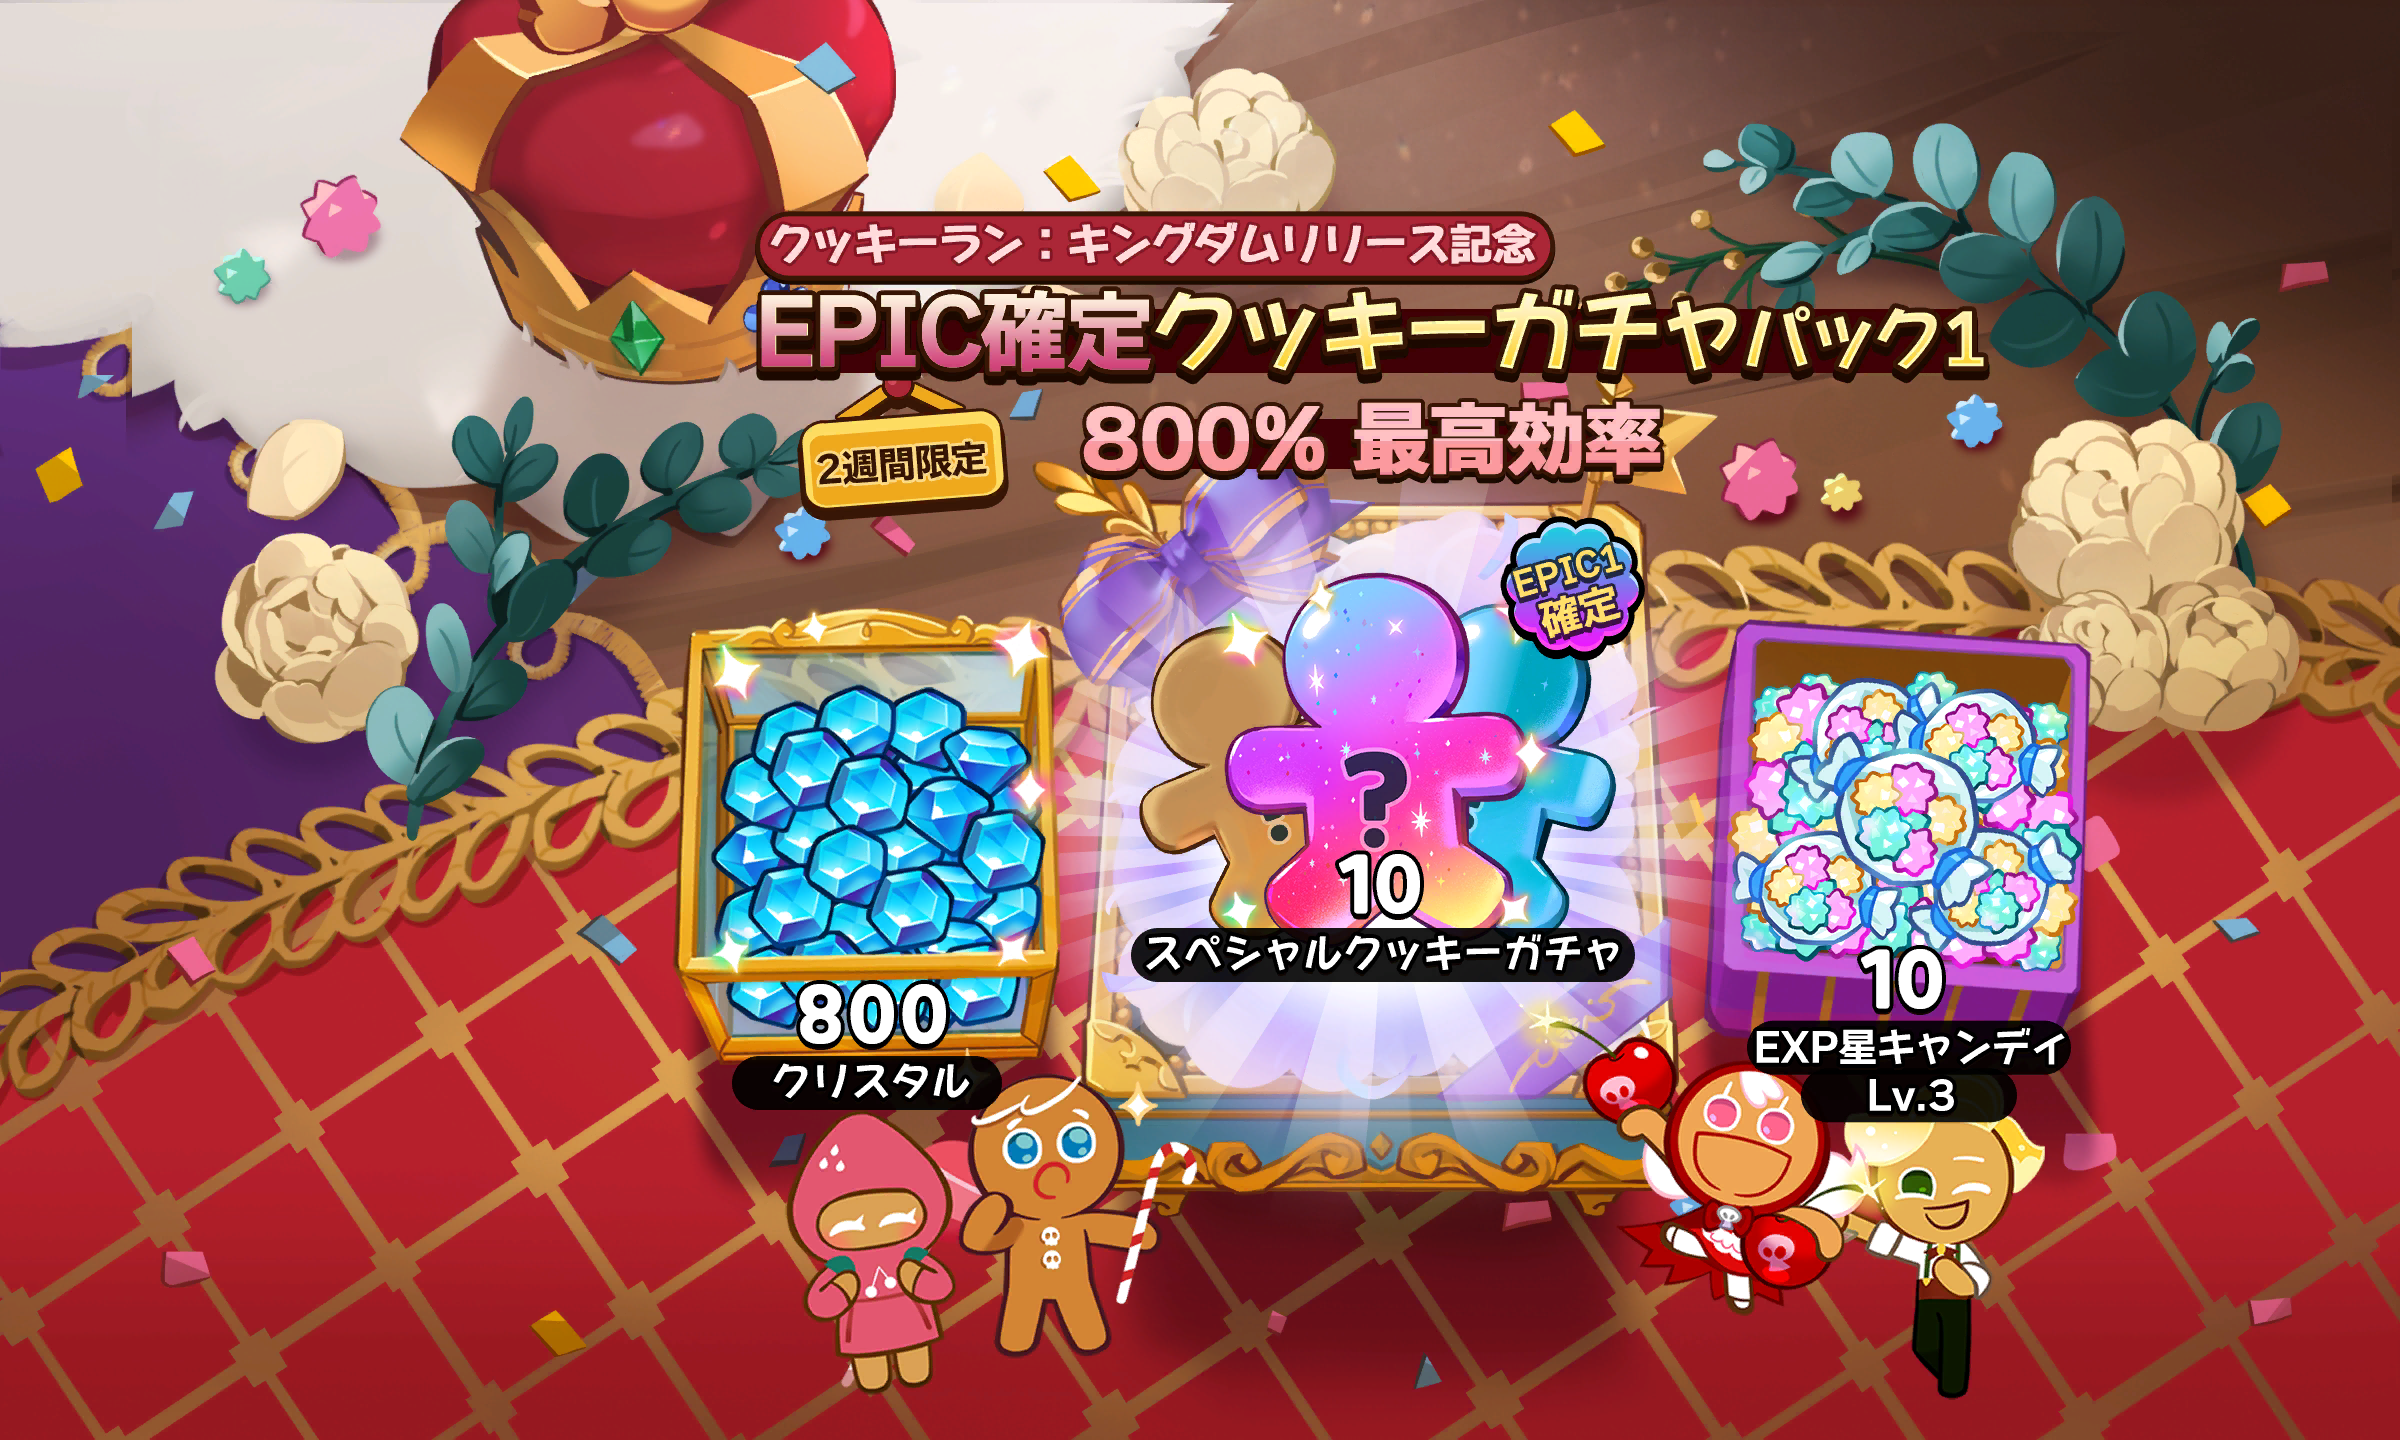 クッキーラン：キングダムリリース記念
EPIC確定クッキーガチャパック1
2週間限定
800% 最高効率
EPIC1
確定
?
10
スペシャルクッキーガチャ
800
クリスタル
10
EXP星キャンディ
Lv.3